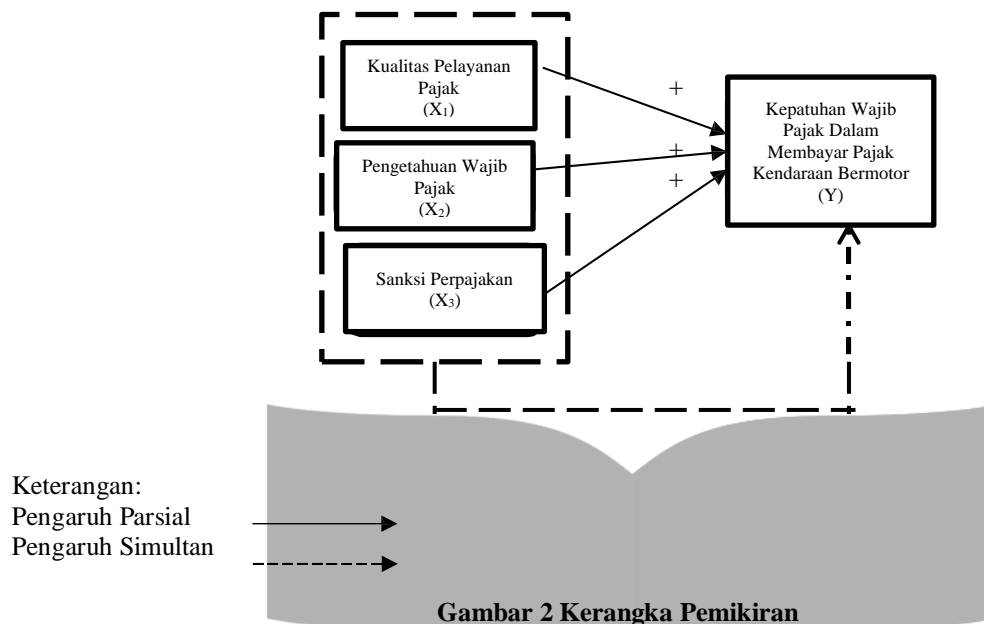 Kualitas Pelayanan
Pajak
(X₁)
+
Kepatuhan Wajib
Pajak Dalam
Membayar Pajak
Kendaraan Bermotor
(Y)
Pengetahuan Wajib
Pajak
(X₂)
+
+
Sanksi Perpajakan
(X₃)
Keterangan:
Pengaruh Parsial
Pengaruh Simultan
Gambar 2 Kerangka Pemikiran